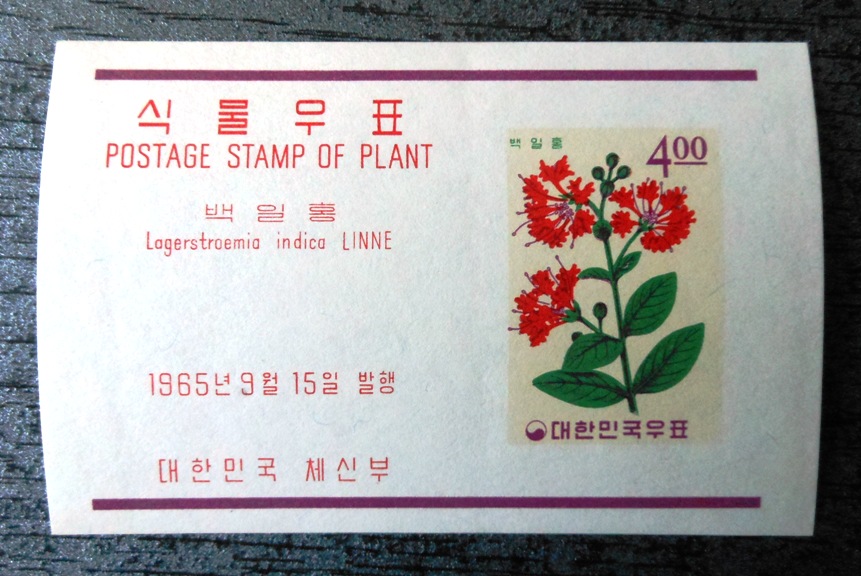 식물우표
POSTAGE STAMP OF PLANT
백일홍
Lagerstroemia indica LINNE
1965년 9월 15일 발행
대한민국 체신부
백일홍
4.00
대한민국우표